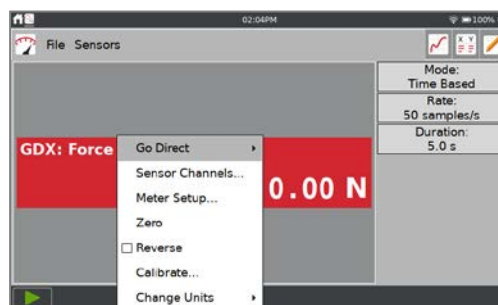 02:04PM
100%
File Sensors
X Y
Mode:
Time Based
Rate:
50 samples/s
Duration:
5.0 s
GDX: Force
0.00 N
Go Direct
Sensor Channels...
Meter Setup...
Zero
Reverse
Calibrate...
Change Units